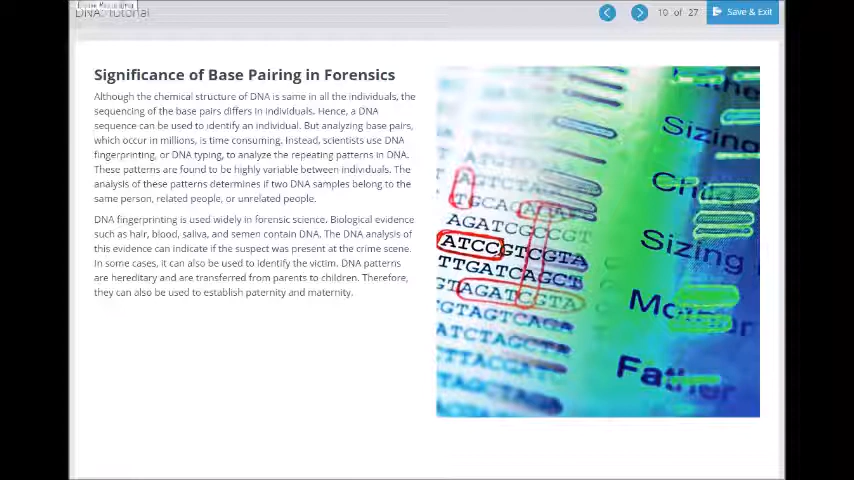 DNA: Tutorial
10 of 27
Save & Exit
Significance of Base Pairing in Forensics
Although the chemical structure of DNA is same in all the individuals, the
sequencing of the base pairs differs in individuals. Hence, a DNA
sequence can be used to identify an individual. But analyzing base pairs,
which occur in millions, is time consuming. Instead, scientists use DNA
fingerprinting, or DNA typing, to analyze the repeating patterns in DNA.
These patterns are found to be highly variable between individuals. The
analysis of these patterns determines if two DNA samples belong to the
same person, related people, or unrelated people.
DNA fingerprinting is used widely in forensic science. Biological evidence
such as hair, blood, saliva, and semen contain DNA. The DNA analysis of
this evidence can indicate if the suspect was present at the crime scene.
In some cases, it can also be used to identify the victim. DNA patterns
are hereditary and are transferred from parents to children. Therefore,
they can also be used to establish paternity and maternity.
Sizing
Child
Sizing
Mother
Father
AGATCGCCGT
ATCCGTCGTA
TTGATCAGCT
GTAGATCGTA
GTAGTCAGA
ATCTAGCTA